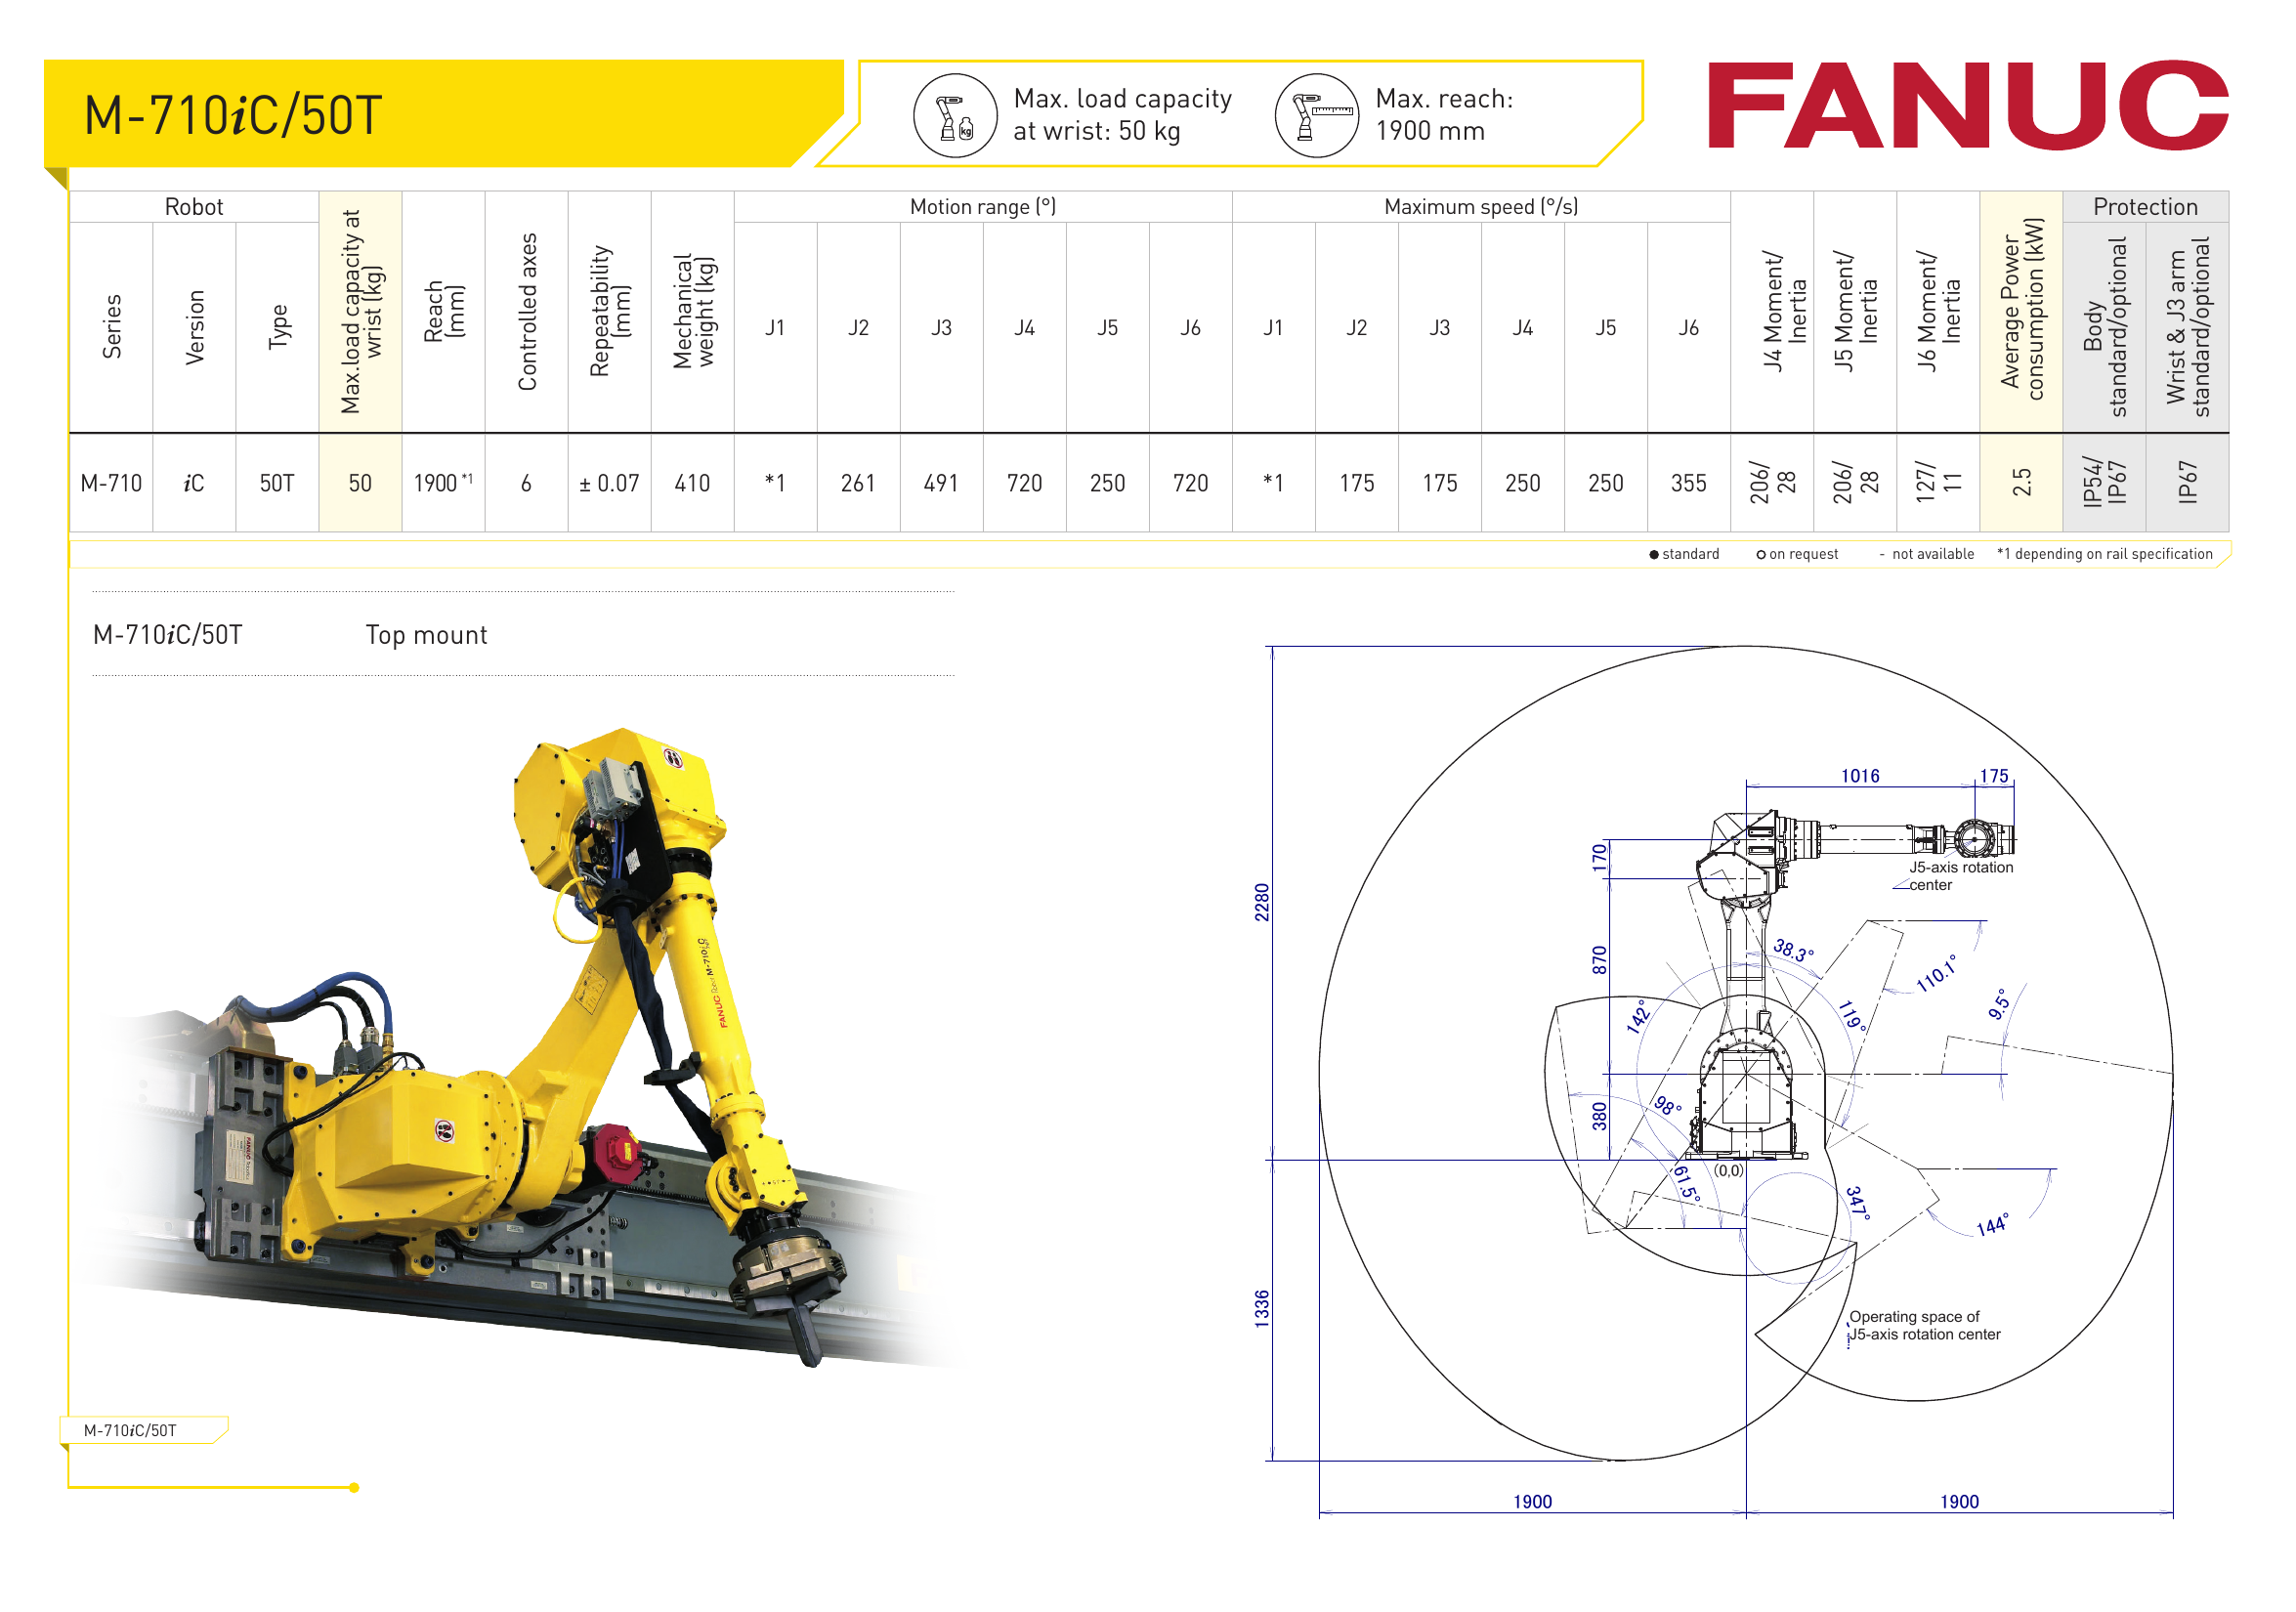 M-710iC/50T
Max. load capacity
at wrist: 50 kg
Max. reach:
1900 mm
FANUC
kg
Robot
Motion range (°)
Maximum speed (°/s)
Protection
Series
Version
Type
Max.load capacity at
wrist (kg)
Reach
(mm)
Controlled axes
Repeatability
(mm)
Mechanical
weight (kg)
J1
J2
J3
J4
J5
J6
J1
J2
J3
J4
J5
J6
J4 Moment/
Inertia
J5 Moment/
Inertia
J6 Moment/
Inertia
Average Power
consumption (kW)
Body
standard/optional
Wrist & J3 arm
standard/optional
M-710
iC
50T
50
1900 *1
6
± 0.07
410
*1
261
491
720
250
720
*1
175
175
250
250
355
206/
28
206/
28
127/
11
2.5
IP54/
IP67
IP67
● standard
○ on request
- not available
*1 depending on rail specification
M-710iC/50T
Top mount
FANUC Robot M-710iC
FANUC
1016
175
170
J5-axis rotation
center
2280
870
38.3°
110.1°
142°
119°
9.5°
380
98°
(0,0)
61.5°
347°
144°
1336
Operating space of
J5-axis rotation center
1900
1900
M-710iC/50T